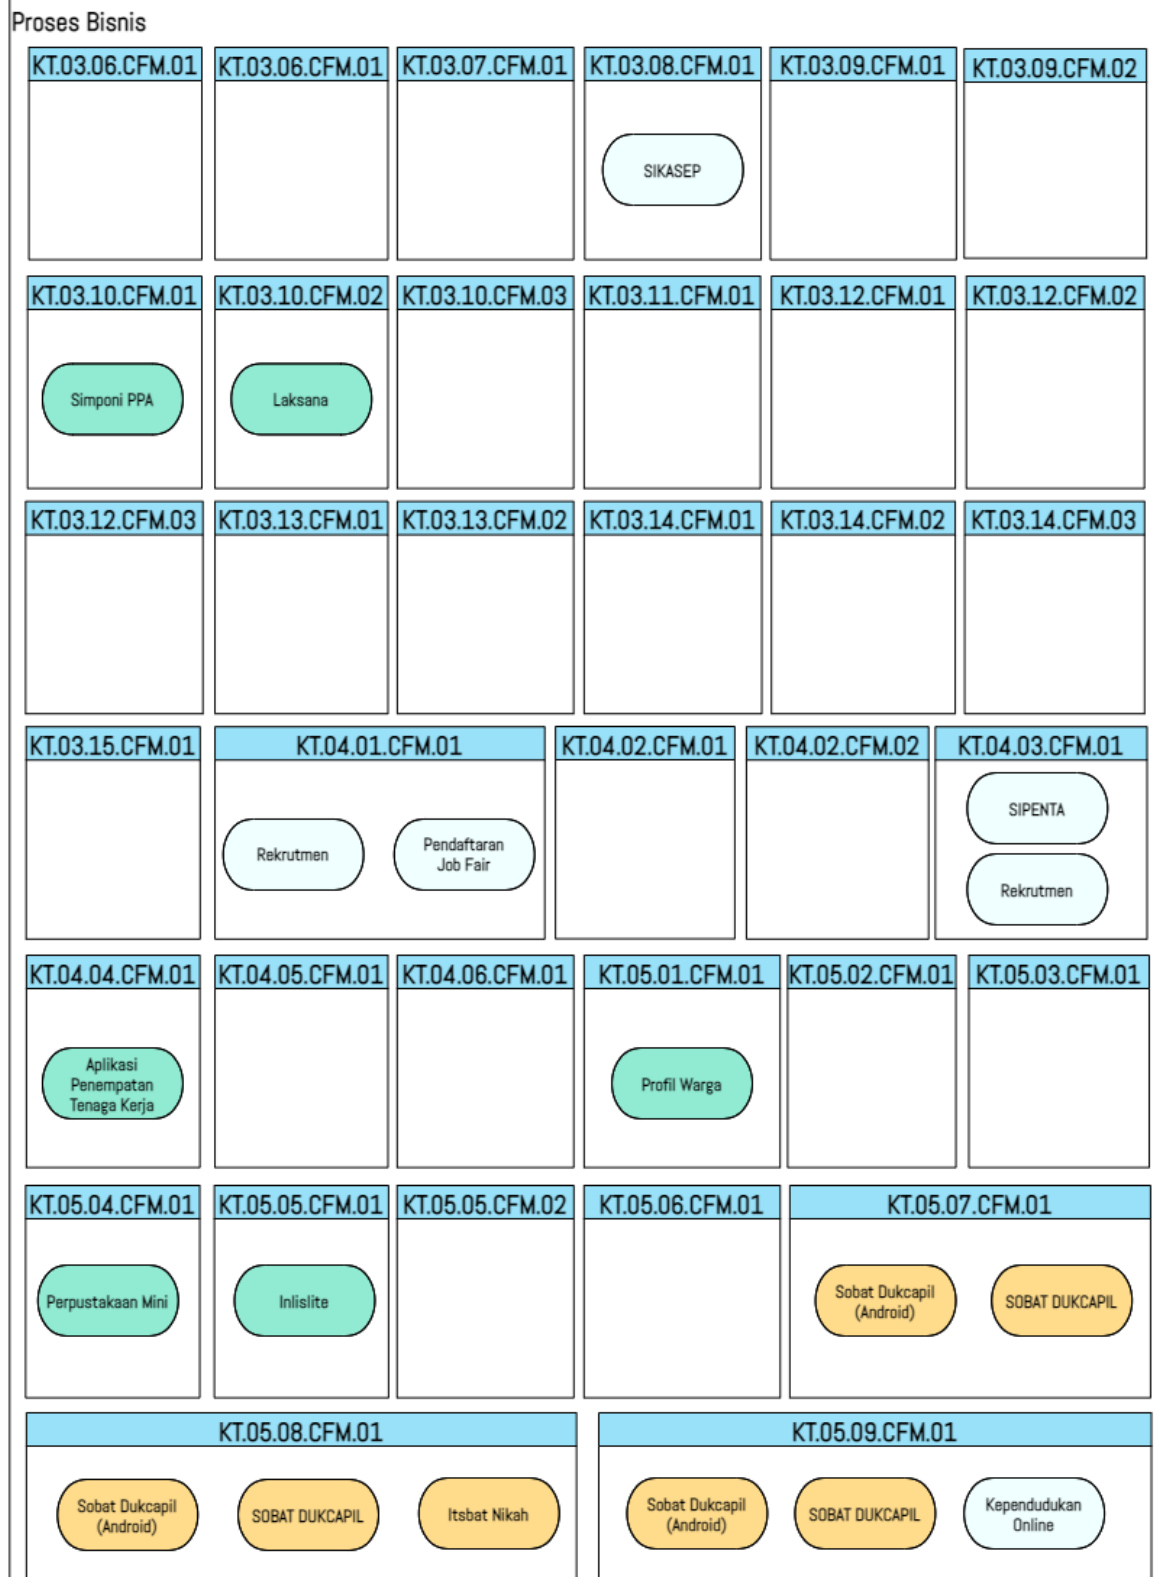 Proses Bisnis
KT.03.06.CFM.01
KT.03.06.CFM.01
KT.03.07.CFM.01
KT.03.08.CFM.01
KT.03.09.CFM.01
KT.03.09.CFM.02
SIKASEP
KT.03.10.CFM.01
KT.03.10.CFM.02
KT.03.10.CFM.03
KT.03.11.CFM.01
KT.03.12.CFM.01
KT.03.12.CFM.02
Simponi PPA
Laksana
KT.03.12.CFM.03
KT.03.13.CFM.01
KT.03.13.CFM.02
KT.03.14.CFM.01
KT.03.14.CFM.02
KT.03.14.CFM.03
KT.03.15.CFM.01
KT.04.01.CFM.01
KT.04.02.CFM.01
KT.04.02.CFM.02
KT.04.03.CFM.01
Rekrutmen
Pendaftaran
Job Fair
SIPENTA
Rekrutmen
KT.04.04.CFM.01
KT.04.05.CFM.01
KT.04.06.CFM.01
KT.05.01.CFM.01
KT.05.02.CFM.01
KT.05.03.CFM.01
Aplikasi
Penempatan
Tenaga Kerja
Profil Warga
KT.05.04.CFM.01
KT.05.05.CFM.01
KT.05.05.CFM.02
KT.05.06.CFM.01
KT.05.07.CFM.01
Perpustakaan Mini
Inlislite
Sobat Dukcapil
(Android)
SOBAT DUKCAPIL
KT.05.08.CFM.01
KT.05.09.CFM.01
Sobat Dukcapil
(Android)
SOBAT DUKCAPIL
Itsbat Nikah
Sobat Dukcapil
(Android)
SOBAT DUKCAPIL
Kependudukan
Online